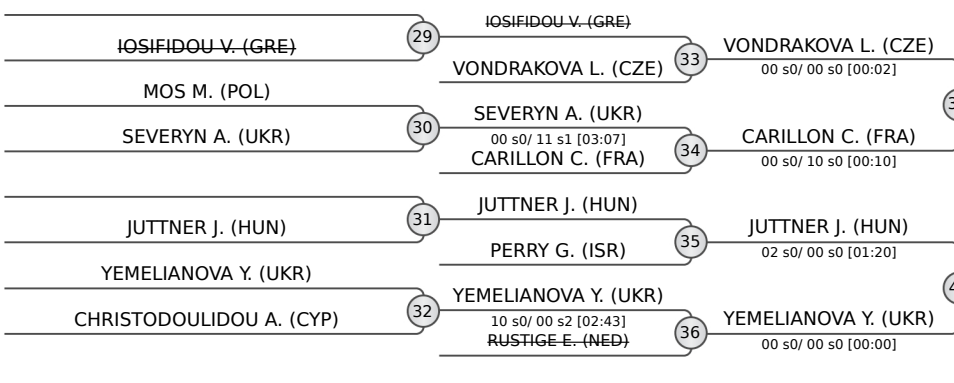 IOSIFIDOU V. (GRE)
29
MOS M. (POL)
30
SEVERYN A. (UKR)
31
JUTTNER J. (HUN)
YEMELIANOVA Y. (UKR)
32
CHRISTODOULIDOU A. (CYP)
IOSIFIDOU V. (GRE)
33
VONDRAKOVA L. (CZE)
SEVERYN A. (UKR)
00 s0/ 11 s1 [03:07]
34
CARILLON C. (FRA)
JUTTNER J. (HUN)
35
PERRY G. (ISR)
YEMELIANOVA Y. (UKR)
10 s0/ 00 s2 [02:43]
36
RUSTIGE E. (NED)
VONDRAKOVA L. (CZE)
00 s0/ 00 s0 [00:02]
CARILLON C. (FRA)
00 s0/ 10 s0 [00:10]
JUTTNER J. (HUN)
02 s0/ 00 s0 [01:20]
YEMELIANOVA Y. (UKR)
00 s0/ 00 s0 [00:00]